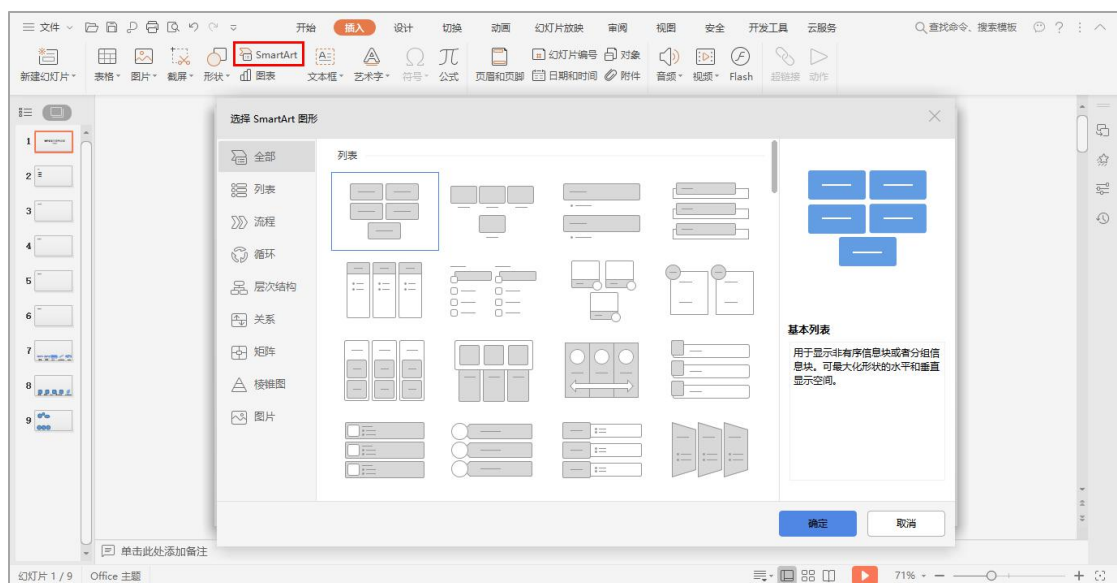 文件
开始 插入 设计 切换 动画 幻灯片放映 审阅 视图 安全 开发工具 云服务
查找命令、搜索模板
SmartArt
幻灯片编号 对象
新建幻灯片 表格 图片 截屏 形状 图表 文本框 艺术字 符号 公式 页眉和页脚 日期和时间 附件 音频 视频 Flash 超链接 动作
选择 SmartArt 图形
全部
列表
流程
循环
层次结构
关系
矩阵
棱锥图
图片
列表
基本列表
用于显示非有序信息块或者分组信
息块。可最大化形状的水平和垂直
显示空间。
确定 取消
1
2
3
4
5
6
7
8
9
单击此处添加备注
幻灯片 1 / 9 Office 主题
71%